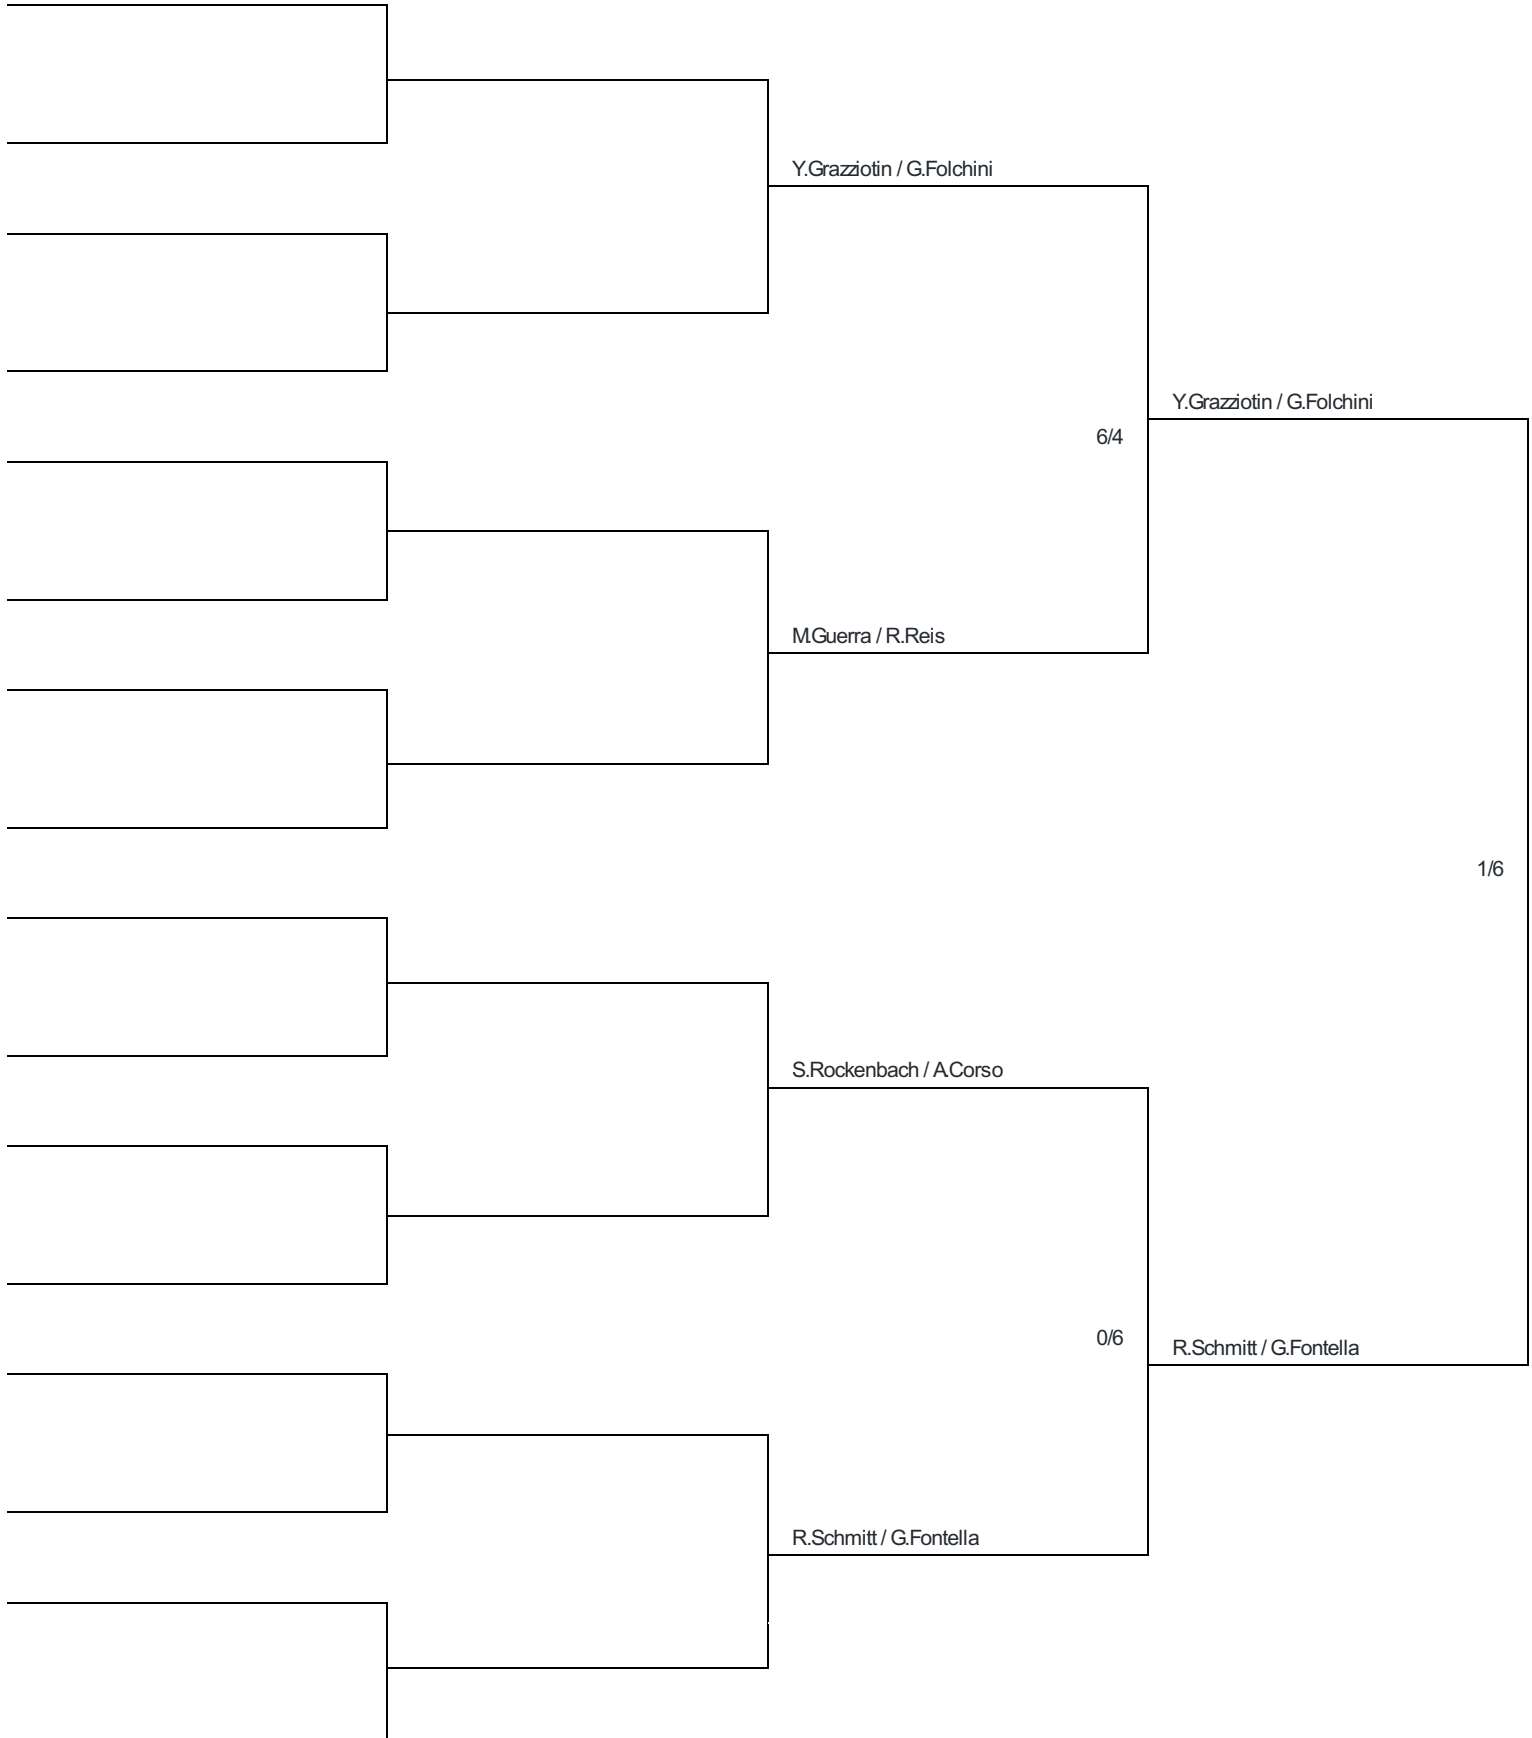 Y.Grazziotin / G.Folchini
Y.Grazziotin / G.Folchini
6/4
M.Guerra / R.Reis
1/6
S.Rockenbach / A.Corso
0/6
R.Schmitt / G.Fontella
R.Schmitt / G.Fontella